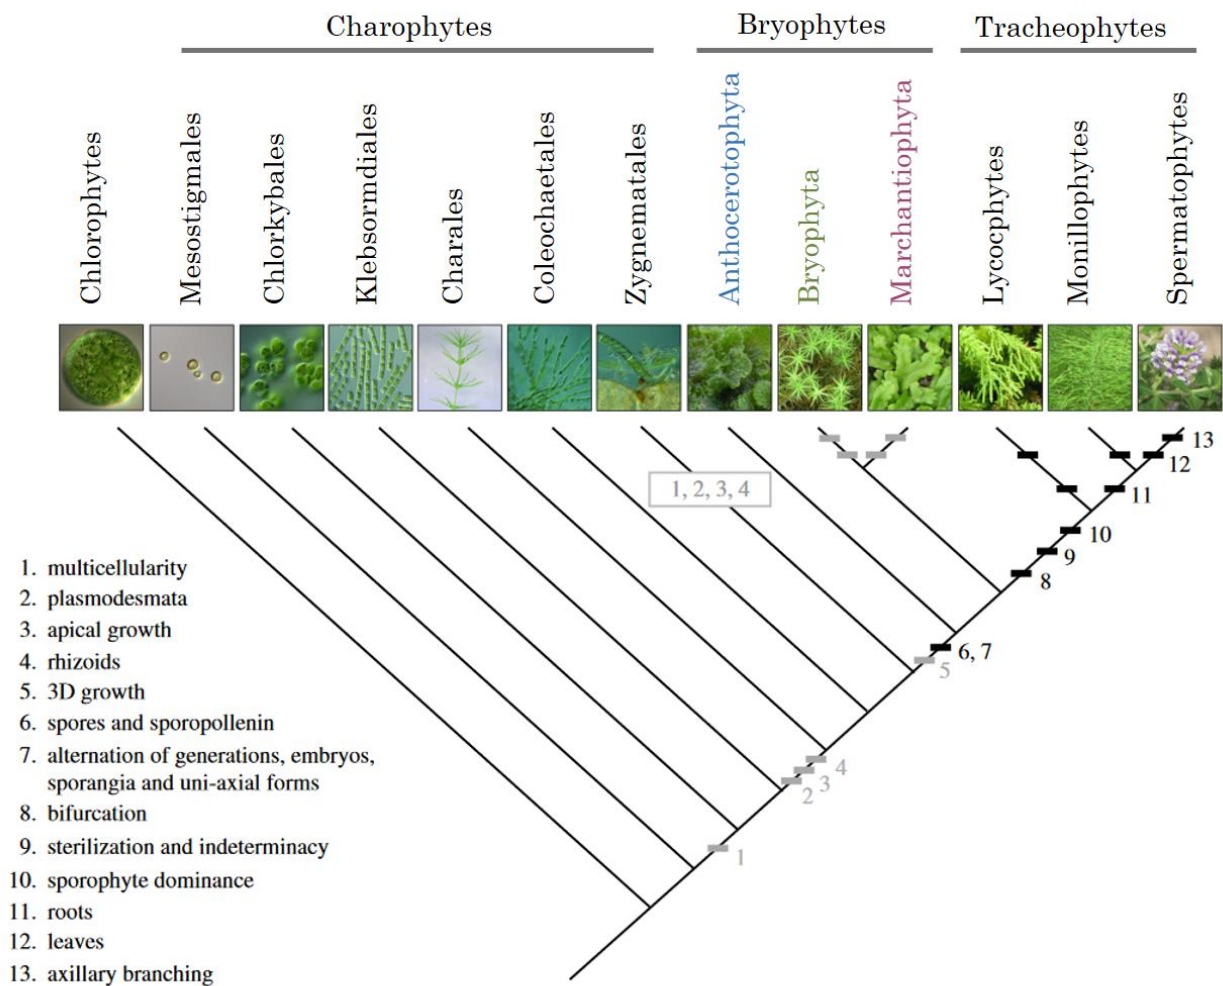 Charophytes
Bryophytes
Tracheophytes
Chlorophytes
Mesostigmales
Chlorkybales
Klebsormdiales
Charales
Coleochaetales
Zygnematales
Anthocerotophyta
Bryophyta
Marchantiophyta
Lycocphytes
Monillophytes
Spermatophytes
13
12
1, 2, 3, 4
11
10
9
8
6, 7
5
4
3
2
1
1. multicellularity
2. plasmodesmata
3. apical growth
4. rhizoids
5. 3D growth
6. spores and sporopollenin
7. alternation of generations, embryos,
sporangia and uni-axial forms
8. bifurcation
9. sterilization and indeterminacy
10. sporophyte dominance
11. roots
12. leaves
13. axillary branching